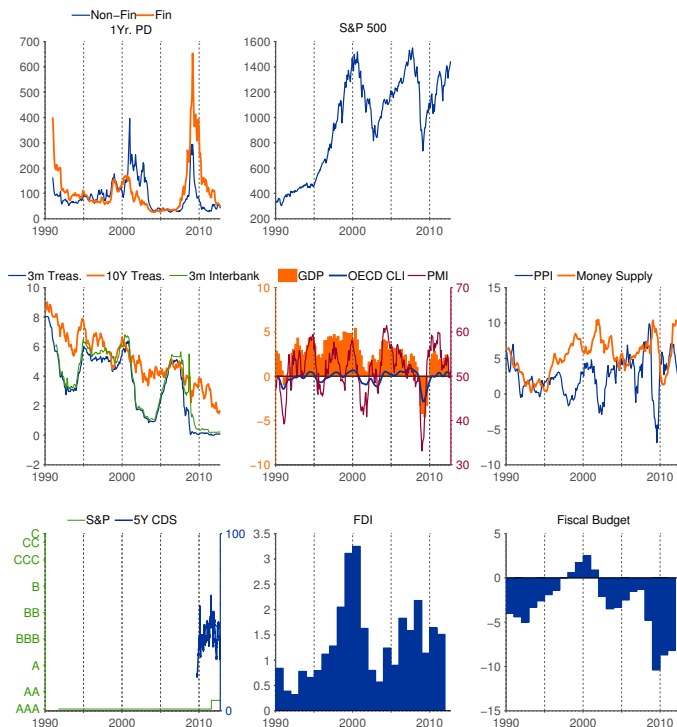 Non−Fin Fin
1Yr. PD
700
600
500
400
300
200
100
0
1990 2000 2010
S&P 500
1600
1400
1200
1000
800
600
400
200
1990 2000 2010
3m Treas. 10Y Treas. 3m Interbank
10
8
6
4
2
0
−2
1990 2000 2010
GDP OECD CLI PMI
10 70
5 60
0 50
−5 40
−10 30
1990 2000 2010
PPI Money Supply
15
10
5
0
−5
−10
1990 2000 2010
S&P 5Y CDS
C 100
CC
CCC
B
BB
BBB
A
AA
AAA 0
1990 2000 2010
FDI
3.5
3
2.5
2
1.5
1
0.5
0
1990 2000 2010
Fiscal Budget
5
0
−5
−10
−15
1990 2000 2010